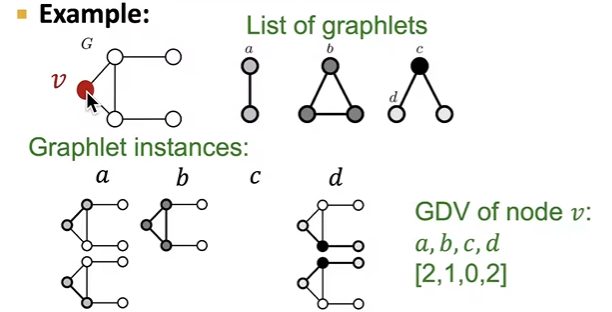 Example:
List of graphlets
G
v
a
b
c
d
Graphlet instances:
a b c d
GDV of node v:
a, b, c, d
[2,1,0,2]